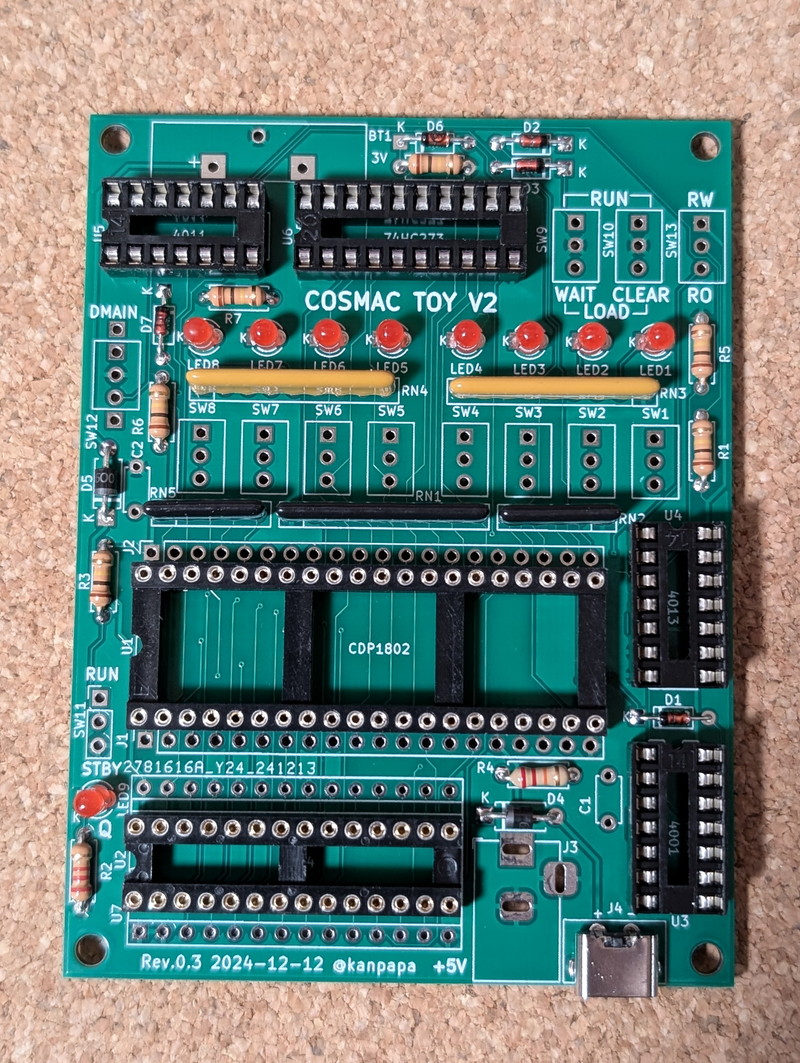 BT1 K D6 D2
3V K
+ K
D3
RUN RW
U5 14 4011 U6 20 74HC273 SW9 SW10 SW13
WAIT CLEAR RO
LOAD
K R7 COSMAC TOY V2
DMAIN D7
R5
LED8 LED7 LED6 LED5 LED4 LED3 LED2 LED1
RN4 RN3
SW8 SW7 SW6 SW5 SW4 SW3 SW2 SW1
SW12 R6 C2 R1
D5 K
RN5 RN1 RN2 U4
J2
R3 4013
U1 CDP1802
RUN
SW11 K D1
J1
STBY 2781616A_Y24_241213 R4
LED9 K D4 C1 14
K
U2 J3 4001
R2
U7 + J4 - U3
Rev.0.3 2024-12-12 @kanpapa +5V